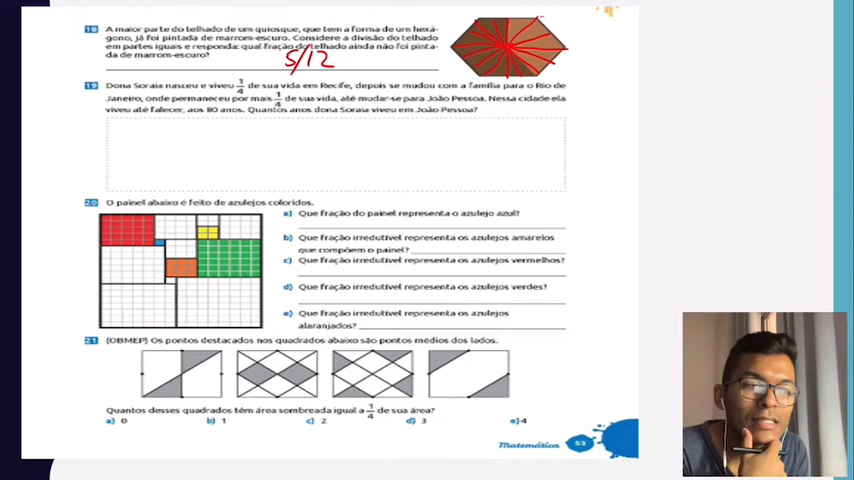 18 A maior parte do telhado de um quiosque, que tem a forma de um hexá-
gono, já foi pintada de marrom-escuro. Considere a divisão do telhado
em partes iguais e responda: qual fração do telhado ainda não foi pinta-
da de marrom-escuro?
5/12
19 Dona Soraia nasceu e viveu 1/4 de sua vida em Recife, depois se mudou com a família para o Rio de
Janeiro, onde permaneceu por mais 1/4 de sua vida, até mudar-se para João Pessoa. Nessa cidade ela
viveu até falecer, aos 80 anos. Quantos anos dona Soraia viveu em João Pessoa?
20 O painel abaixo é feito de azulejos coloridos.
a) Que fração do painel representa o azulejo azul?
b) Que fração irredutível representa os azulejos amarelos
que compõem o painel?
c) Que fração irredutível representa os azulejos vermelhos?
d) Que fração irredutível representa os azulejos verdes?
e) Que fração irredutível representa os azulejos
alaranjados?
21 (OBMEP) Os pontos destacados nos quadrados abaixo são pontos médios dos lados.
Quantos desses quadrados têm área sombreada igual a 1/4 de sua área?
a) 0 b) 1 c) 2 d) 3 e) 4
Matemática 53